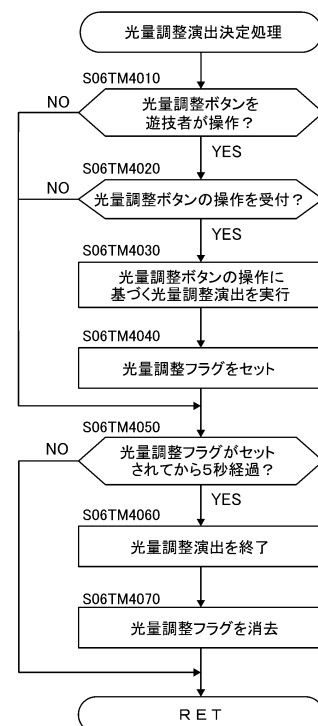 光量調整演出決定処理
S06TM4010
NO
光量調整ボタンを
遊技者が操作？
YES
S06TM4020
NO
光量調整ボタンの操作を受付？
YES
S06TM4030
光量調整ボタンの操作に
基づく光量調整演出を実行
S06TM4040
光量調整フラグをセット
S06TM4050
NO
光量調整フラグがセット
されてから5秒経過？
YES
S06TM4060
光量調整演出を終了
S06TM4070
光量調整フラグを消去
ＲＥＴ